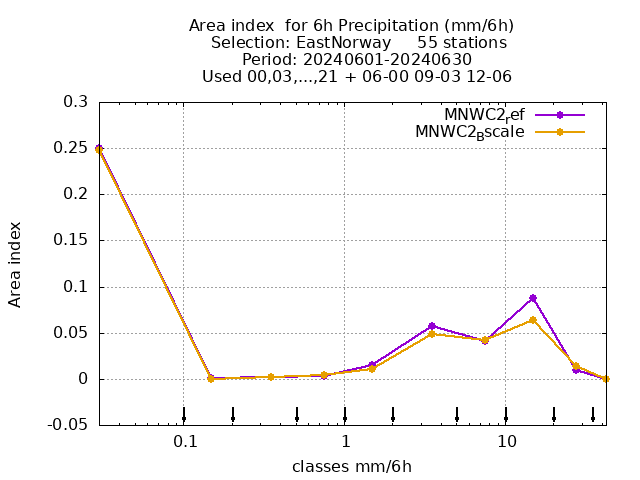 Area index  for 6h Precipitation (mm/6h)
Selection: EastNorway     55 stations
Period: 20240601-20240630
Used 00,03,...,21 + 06-00 09-03 12-06
MNWC2ref
MNWC2Bscale
0.3
0.25
0.2
0.15
0.1
0.05
0
-0.05
Area index
0.1 1 10
classes mm/6h